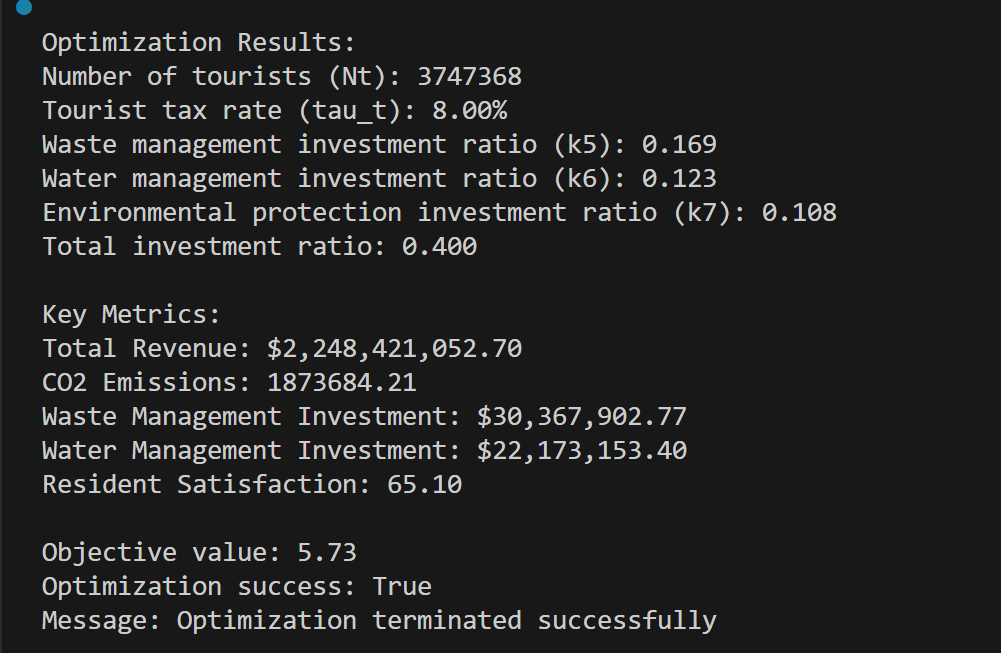 Optimization Results:
Number of tourists (Nt): 3747368
Tourist tax rate (tau_t): 8.00%
Waste management investment ratio (k5): 0.169
Water management investment ratio (k6): 0.123
Environmental protection investment ratio (k7): 0.108
Total investment ratio: 0.400
Key Metrics:
Total Revenue: $2,248,421,052.70
CO2 Emissions: 1873684.21
Waste Management Investment: $30,367,902.77
Water Management Investment: $22,173,153.40
Resident Satisfaction: 65.10
Objective value: 5.73
Optimization success: True
Message: Optimization terminated successfully